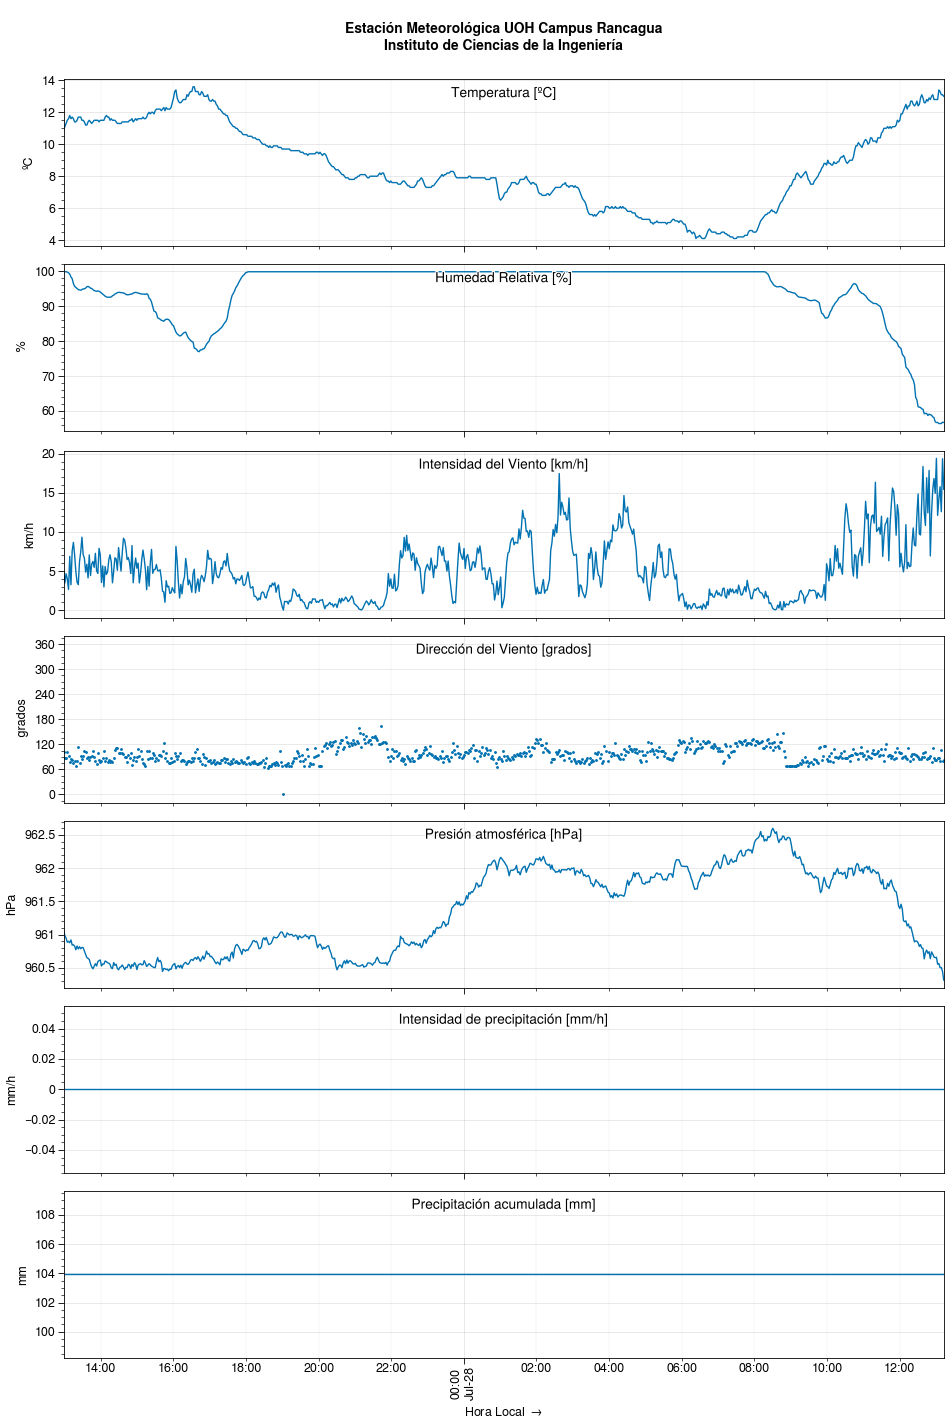 Estación Meteorológica UOH Campus Rancagua
Instituto de Ciencias de la Ingeniería
Temperatura [ºC]
ºC
14
12
10
8
6
4
Humedad Relativa [%]
%
100
90
80
70
60
Intensidad del Viento [km/h]
km/h
20
15
10
5
0
Dirección del Viento [grados]
grados
360
300
240
180
120
60
0
Presión atmosférica [hPa]
hPa
962.5
962
961.5
961
960.5
Intensidad de precipitación [mm/h]
mm/h
0.04
0.02
0
−0.02
−0.04
Precipitación acumulada [mm]
mm
108
106
104
102
100
14:00 16:00 18:00 20:00 22:00 00:00 02:00 04:00 06:00 08:00 10:00 12:00
Jul-28
Hora Local →